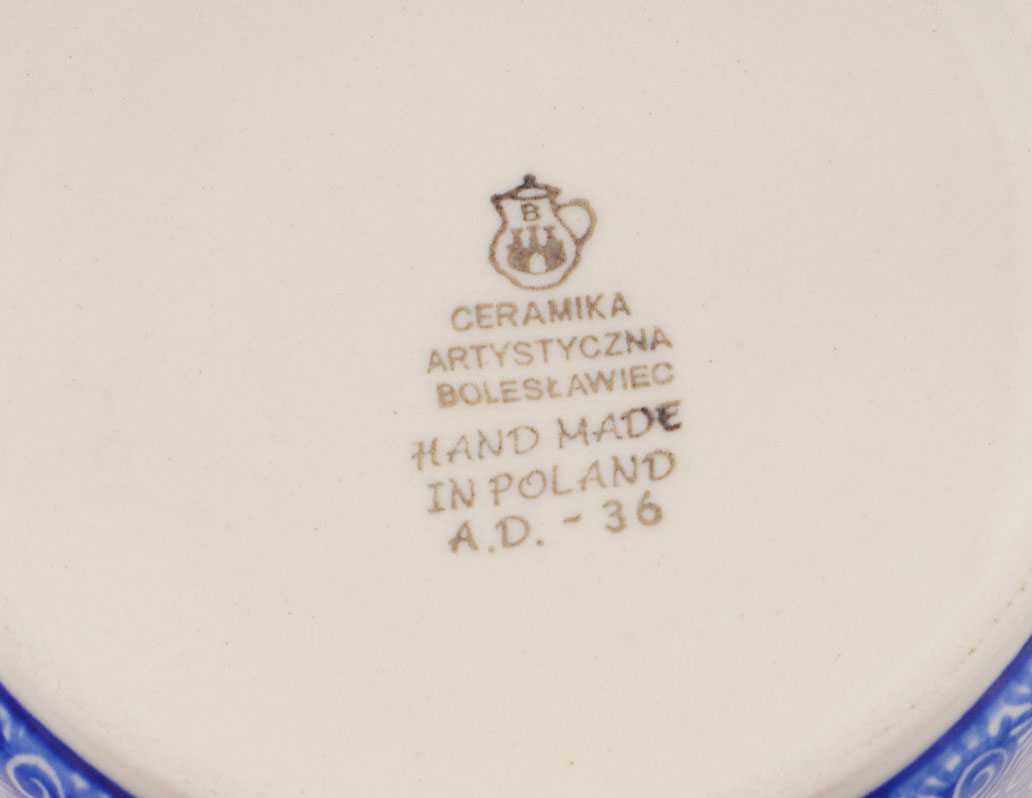 B
CERAMIKA
ARTYSTYCZNA
BOLESŁAWIEC
HAND MADE
IN POLAND
A.D. - 36